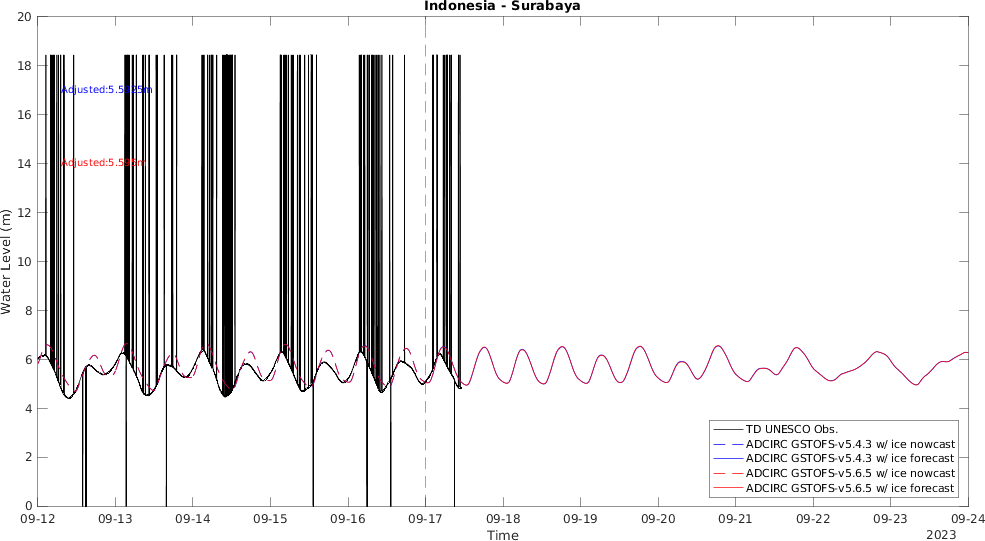 Indonesia - Surabaya
20
18
16
14
12
10
8
6
4
2
0
Water Level (m)
Adjusted:
Adjusted:
TD UNESCO Obs.
ADCIRC GSTOFS-v5.4.3 w/ ice nowcast
ADCIRC GSTOFS-v5.4.3 w/ ice forecast
ADCIRC GSTOFS-v5.6.5 w/ ice nowcast
ADCIRC GSTOFS-v5.6.5 w/ ice forecast
09-12 09-13 09-14 09-15 09-16 09-17 09-18 09-19 09-20 09-21 09-22 09-23 09-24
Time
2023